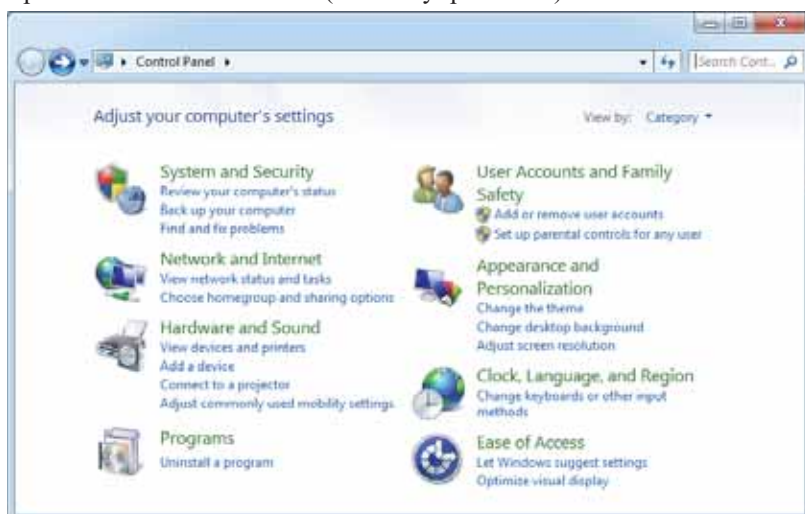 Control Panel
Search Cont...
Adjust your computer's settings
View by: Category
System and Security
Review your computer's status
Back up your computer
Find and fix problems
Network and Internet
View network status and tasks
Choose homegroup and sharing options
Hardware and Sound
View devices and printers
Add a device
Connect to a projector
Adjust commonly used mobility settings
Programs
Uninstall a program
User Accounts and Family
Safety
Add or remove user accounts
Set up parental controls for any user
Appearance and
Personalization
Change the theme
Change desktop background
Adjust screen resolution
Clock, Language, and Region
Change keyboards or other input
methods
Ease of Access
Let Windows suggest settings
Optimize visual display